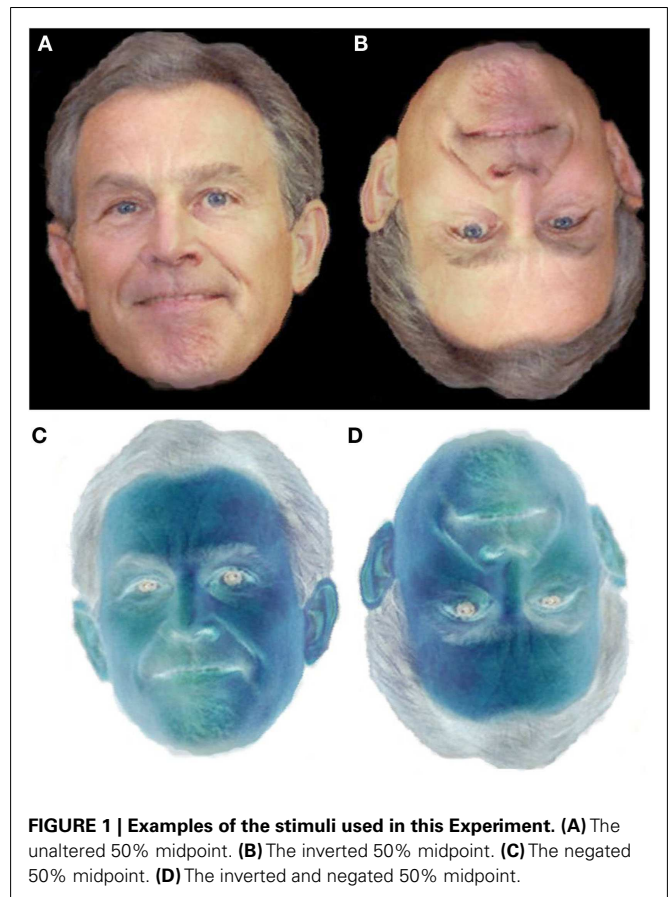 A
B
C
D
FIGURE 1 | Examples of the stimuli used in this Experiment. (A) The
unaltered 50% midpoint. (B) The inverted 50% midpoint. (C) The negated
50% midpoint. (D) The inverted and negated 50% midpoint.